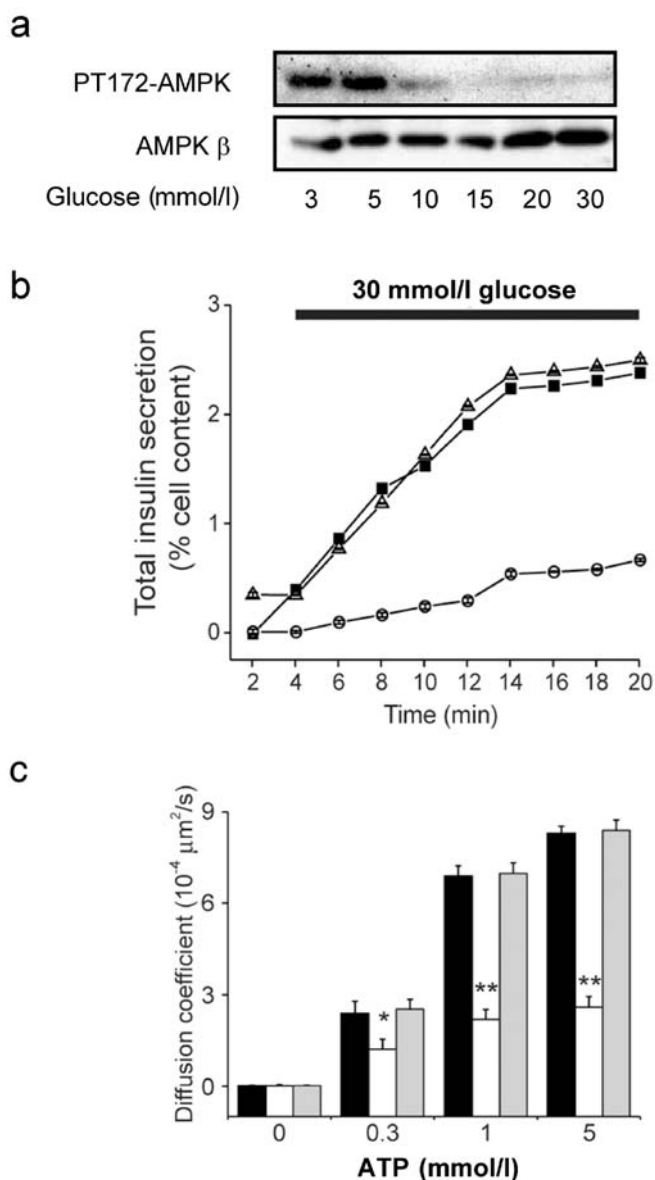 a
PT172-AMPK
AMPK β
Glucose (mmol/l) 3 5 10 15 20 30
b
30 mmol/l glucose
Total insulin secretion
(% cell content)
3
2
1
0
2 4 6 8 10 12 14 16 18 20
Time (min)
c
Diffusion coefficient (10⁻⁴ μm²/s)
9
6
3
0
* ** **
0 0.3 1 5
ATP (mmol/l)